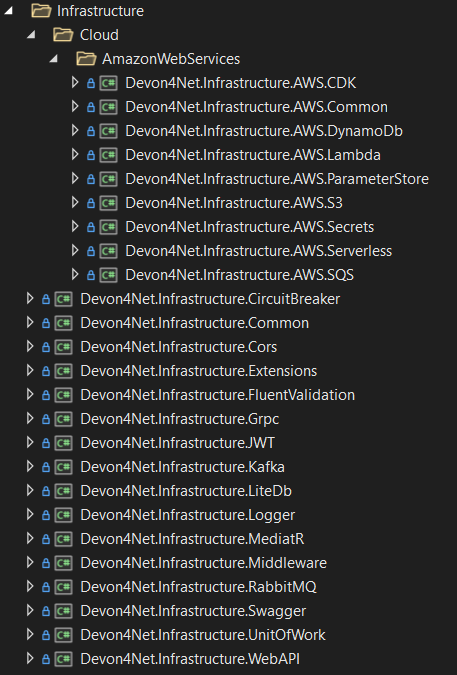 Infrastructure
Cloud
AmazonWebServices
C# Devon4Net.Infrastructure.AWS.CDK
C# Devon4Net.Infrastructure.AWS.Common
C# Devon4Net.Infrastructure.AWS.DynamoDb
C# Devon4Net.Infrastructure.AWS.Lambda
C# Devon4Net.Infrastructure.AWS.ParameterStore
C# Devon4Net.Infrastructure.AWS.S3
C# Devon4Net.Infrastructure.AWS.Secrets
C# Devon4Net.Infrastructure.AWS.Serverless
C# Devon4Net.Infrastructure.AWS.SQS
C# Devon4Net.Infrastructure.CircuitBreaker
C# Devon4Net.Infrastructure.Common
C# Devon4Net.Infrastructure.Cors
C# Devon4Net.Infrastructure.Extensions
C# Devon4Net.Infrastructure.FluentValidation
C# Devon4Net.Infrastructure.Grpc
C# Devon4Net.Infrastructure.JWT
C# Devon4Net.Infrastructure.Kafka
C# Devon4Net.Infrastructure.LiteDb
C# Devon4Net.Infrastructure.Logger
C# Devon4Net.Infrastructure.MediatR
C# Devon4Net.Infrastructure.Middleware
C# Devon4Net.Infrastructure.RabbitMQ
C# Devon4Net.Infrastructure.Swagger
C# Devon4Net.Infrastructure.UnitOfWork
C# Devon4Net.Infrastructure.WebAPI